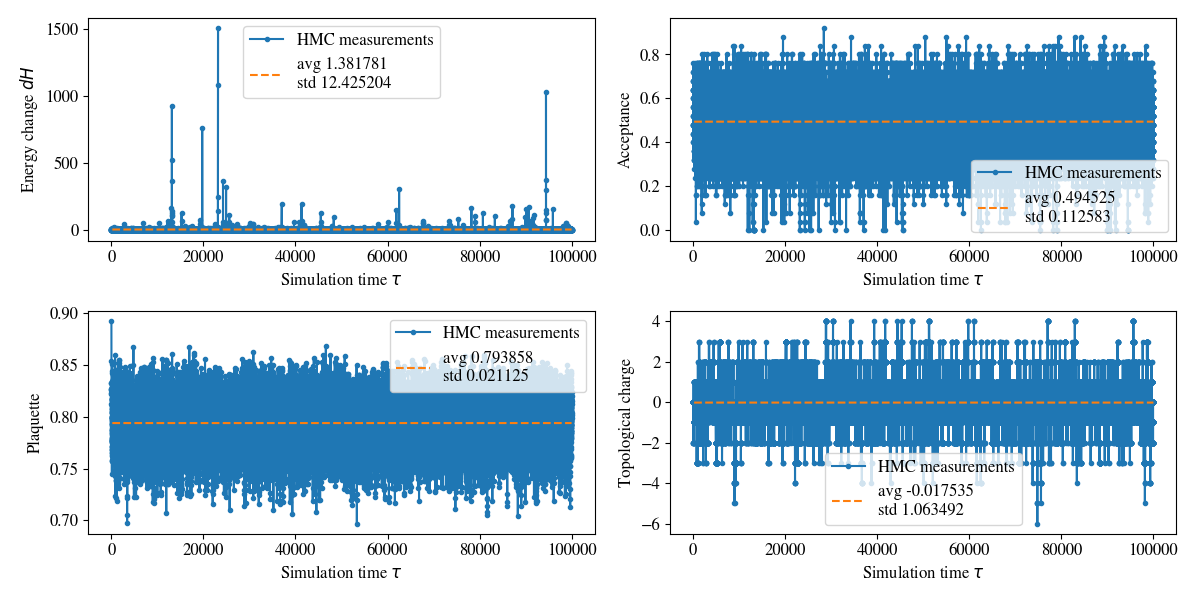 1500
1000
500
0
Energy change dH
HMC measurements
avg 1.381781
std 12.425204
0
20000
40000
60000
80000
100000
Simulation time τ
0.8
0.6
0.4
0.2
0.0
Acceptance
HMC measurements
avg 0.494525
std 0.112583
0
20000
40000
60000
80000
100000
Simulation time τ
0.90
0.85
0.80
0.75
0.70
Plaquette
HMC measurements
avg 0.793858
std 0.021125
0
20000
40000
60000
80000
100000
Simulation time τ
4
2
0
−2
−4
−6
Topological charge
HMC measurements
avg -0.017535
std 1.063492
0
20000
40000
60000
80000
100000
Simulation time τ